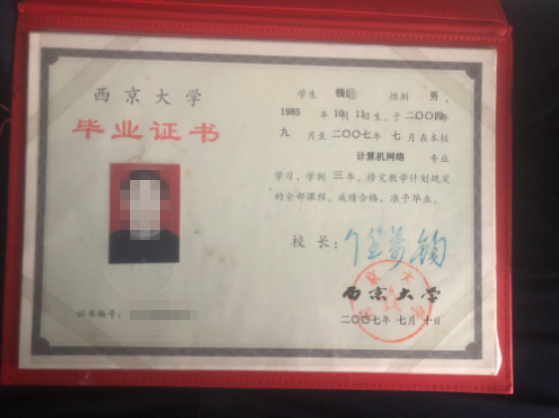 西京大学
毕业证书
学生 钱 性别 男，
1985年 10月 11日生，于二〇〇四年
九 月至二〇〇七年 七 月在本校
计算机网络 专业
学习，学制 三 年，修完教学计划规定
的全部课程，成绩合格，准予毕业。
校 长：
西京大学
二〇〇七年 七月 十日
证书编号：